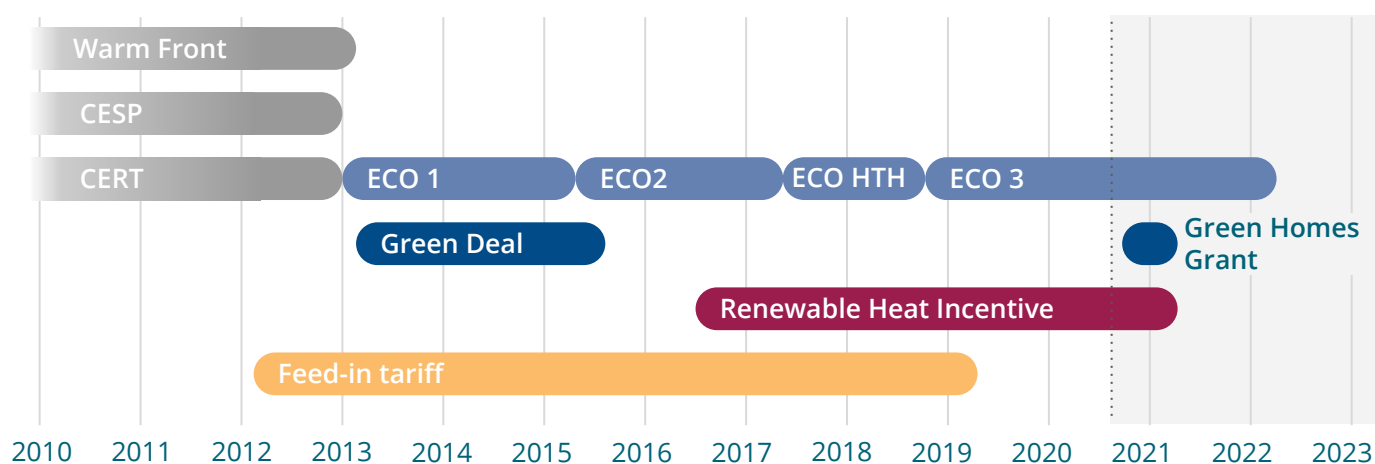 Warm Front
CESP
CERT
ECO 1
ECO2
ECO HTH
ECO 3
Green Deal
Green Homes
Grant
Renewable Heat Incentive
Feed-in tariff
2010 2011 2012 2013 2014 2015 2016 2017 2018 2019 2020 2021 2022 2023